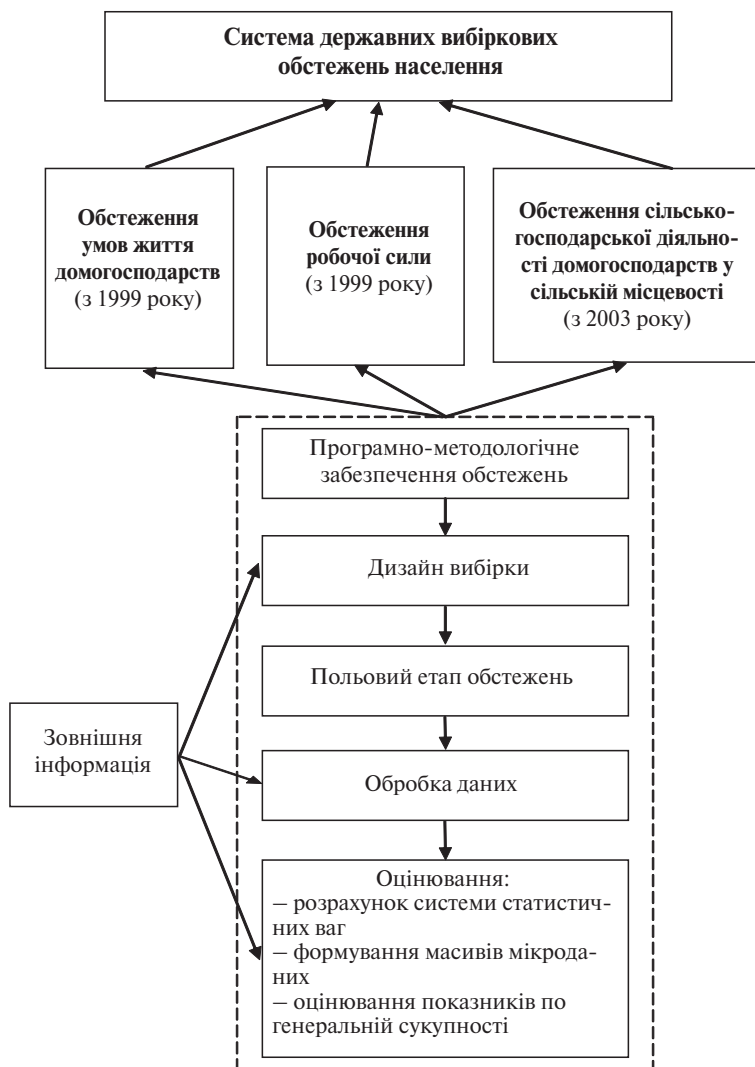 Система державних вибіркових
обстежень населення
Обстеження
умов життя
домогосподарств
(з 1999 року)
Обстеження
робочої сили
(з 1999 року)
Обстеження сільсько-
господарської діяльно-
сті домогосподарств у
сільській місцевості
(з 2003 року)
Програмно-методологічне
забезпечення обстежень
Дизайн вибірки
Польовий етап обстежень
Зовнішня
інформація
Обробка даних
Оцінювання:
– розрахунок системи статистич-
них ваг
– формування масивів мікрода-
них
– оцінювання показників по
генеральній сукупності